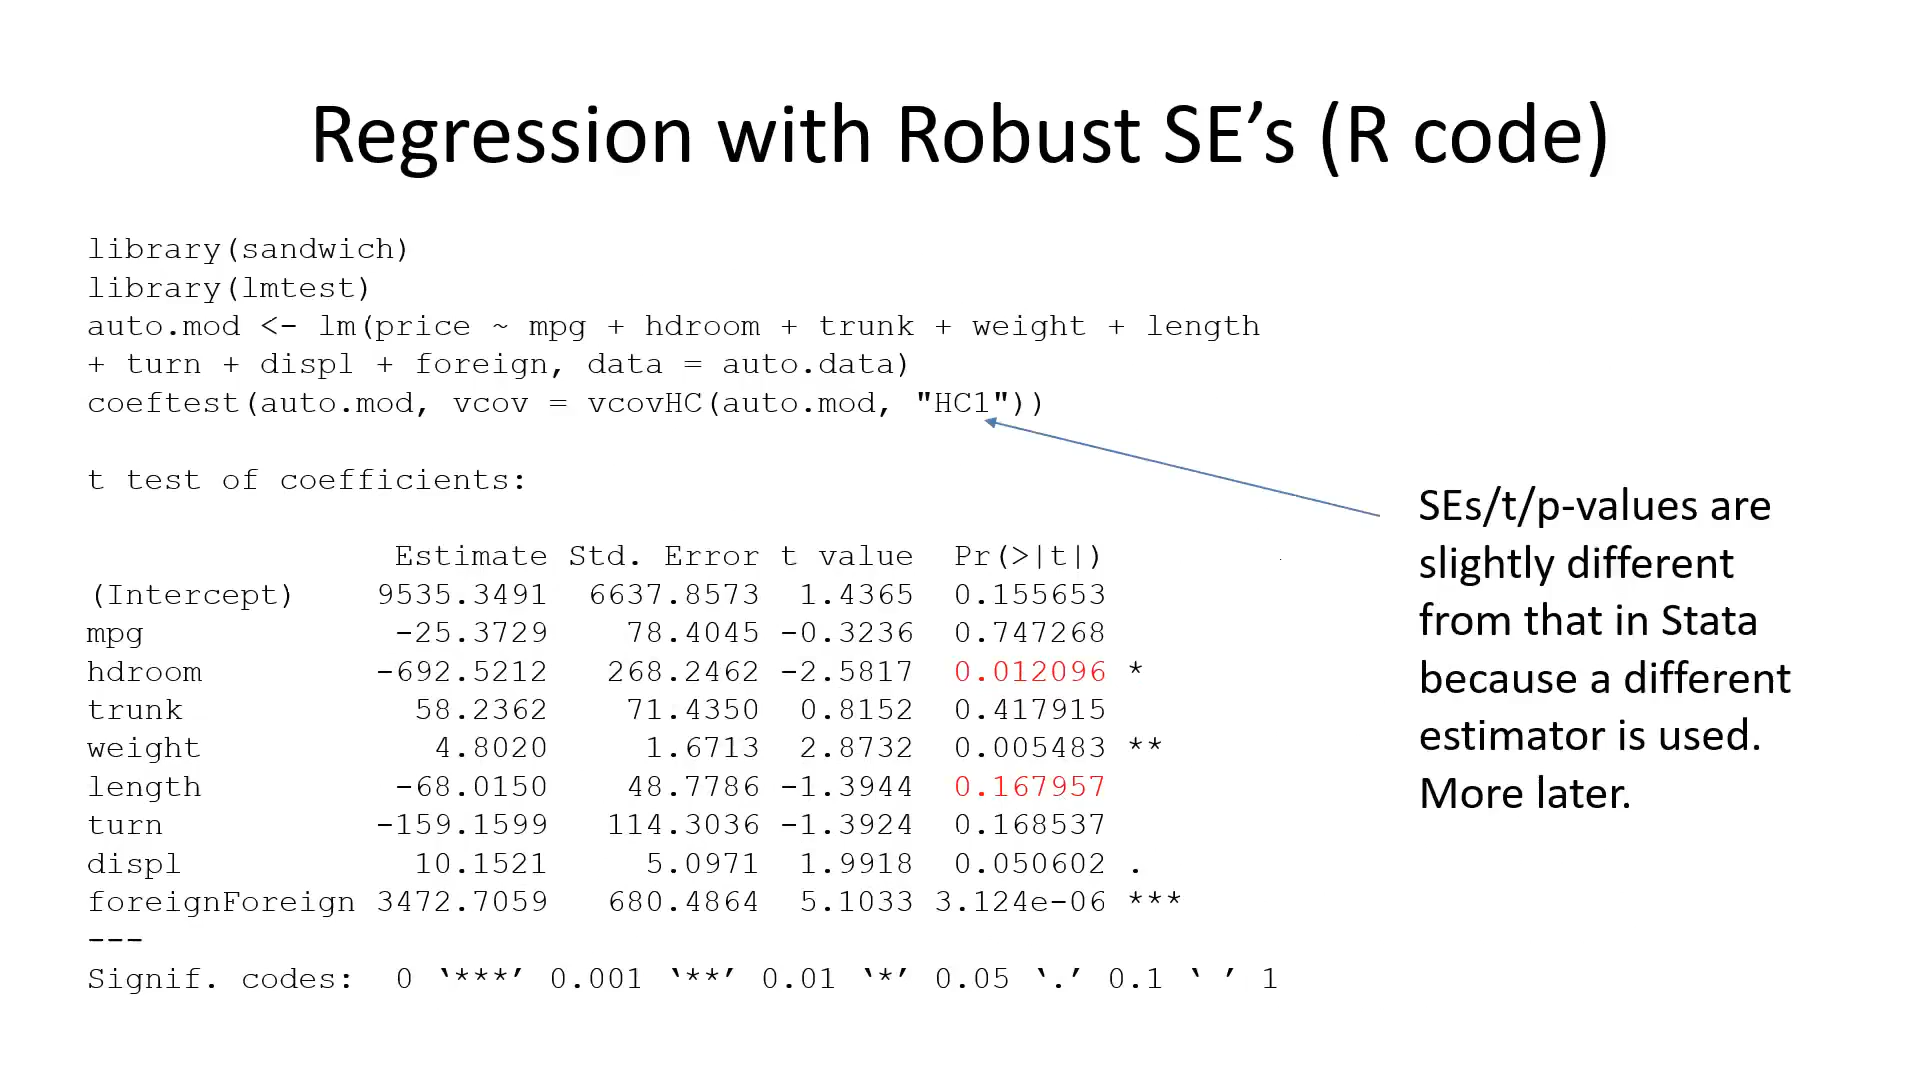 Regression with Robust SE’s (R code)
library(sandwich)
library(lmtest)
auto.mod <- lm(price ~ mpg + hdroom + trunk + weight + length
+ turn + displ + foreign, data = auto.data)
coeftest(auto.mod, vcov = vcovHC(auto.mod, "HC1"))
t test of coefficients:
Estimate Std. Error t value Pr(>|t|)
(Intercept) 9535.3491 6637.8573 1.4365 0.155653
mpg -25.3729 78.4045 -0.3236 0.747268
hdroom -692.5212 268.2462 -2.5817 0.012096 *
trunk 58.2362 71.4350 0.8152 0.417915
weight 4.8020 1.6713 2.8732 0.005483 **
length -68.0150 48.7786 -1.3944 0.167957
turn -159.1599 114.3036 -1.3924 0.168537
displ 10.1521 5.0971 1.9918 0.050602 .
foreignForeign 3472.7059 680.4864 5.1033 3.124e-06 ***
---
Signif. codes: 0 ‘***’ 0.001 ‘**’ 0.01 ‘*’ 0.05 ‘.’ 0.1 ‘ ’ 1
SEs/t/p-values are
slightly different
from that in Stata
because a different
estimator is used.
More later.